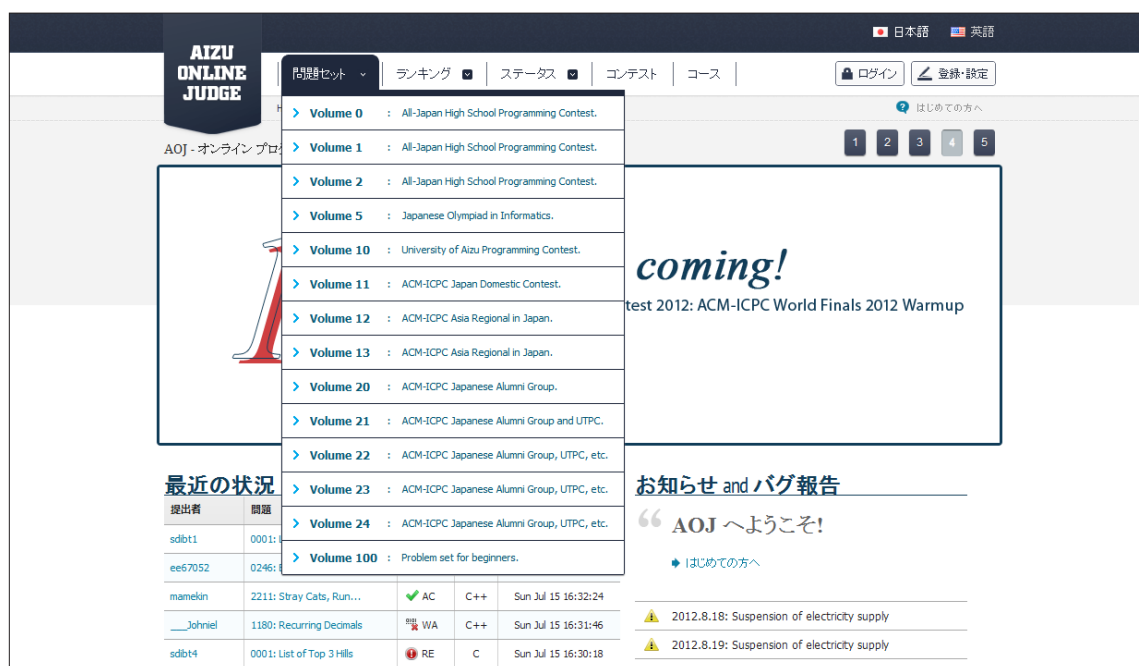 日本語 英語
AIZU
ONLINE
JUDGE
問題セット ランキング ステータス コンテスト コース ログイン 登録・設定
はじめての方へ
AOJ - オンライン
1 2 3 4 5
Volume 0 : All-Japan High School Programming Contest.
Volume 1 : All-Japan High School Programming Contest.
Volume 2 : All-Japan High School Programming Contest.
Volume 5 : Japanese Olympiad in Informatics.
Volume 10 : University of Aizu Programming Contest.
Volume 11 : ACM-ICPC Japan Domestic Contest.
Volume 12 : ACM-ICPC Asia Regional in Japan.
Volume 13 : ACM-ICPC Asia Regional in Japan.
Volume 20 : ACM-ICPC Japanese Alumni Group.
Volume 21 : ACM-ICPC Japanese Alumni Group and UTPC.
Volume 22 : ACM-ICPC Japanese Alumni Group, UTPC, etc.
Volume 23 : ACM-ICPC Japanese Alumni Group, UTPC, etc.
Volume 24 : ACM-ICPC Japanese Alumni Group, UTPC, etc.
Volume 100 : Problem set for beginners.
coming!
test 2012: ACM-ICPC World Finals 2012 Warmup
最近の状況
提出者 問題
sdibt1 0001:
ee67052 0246:
mamekin 2211: Stray Cats, Run... AC C++ Sun Jul 15 16:32:24
___Johniel 1180: Recurring Decimals WA C++ Sun Jul 15 16:31:46
sdibt4 0001: List of Top 3 Hills RE C Sun Jul 15 16:30:18
お知らせ and バグ報告
AOJ へようこそ!
はじめての方へ
2012.8.18: Suspension of electricity supply
2012.8.19: Suspension of electricity supply